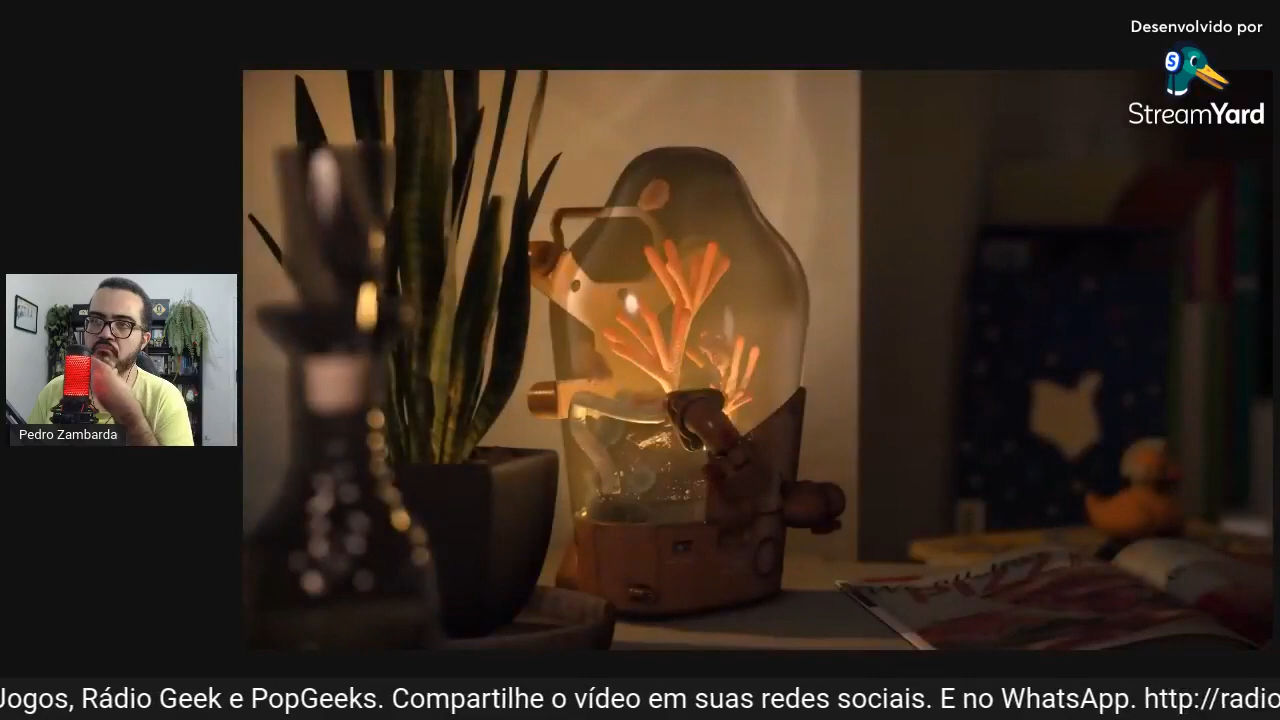 Desenvolvido por
StreamYard
Pedro Zambarda
Jogos, Rádio Geek e PopGeeks. Compartilhe o vídeo em suas redes sociais. E no WhatsApp. http://radio